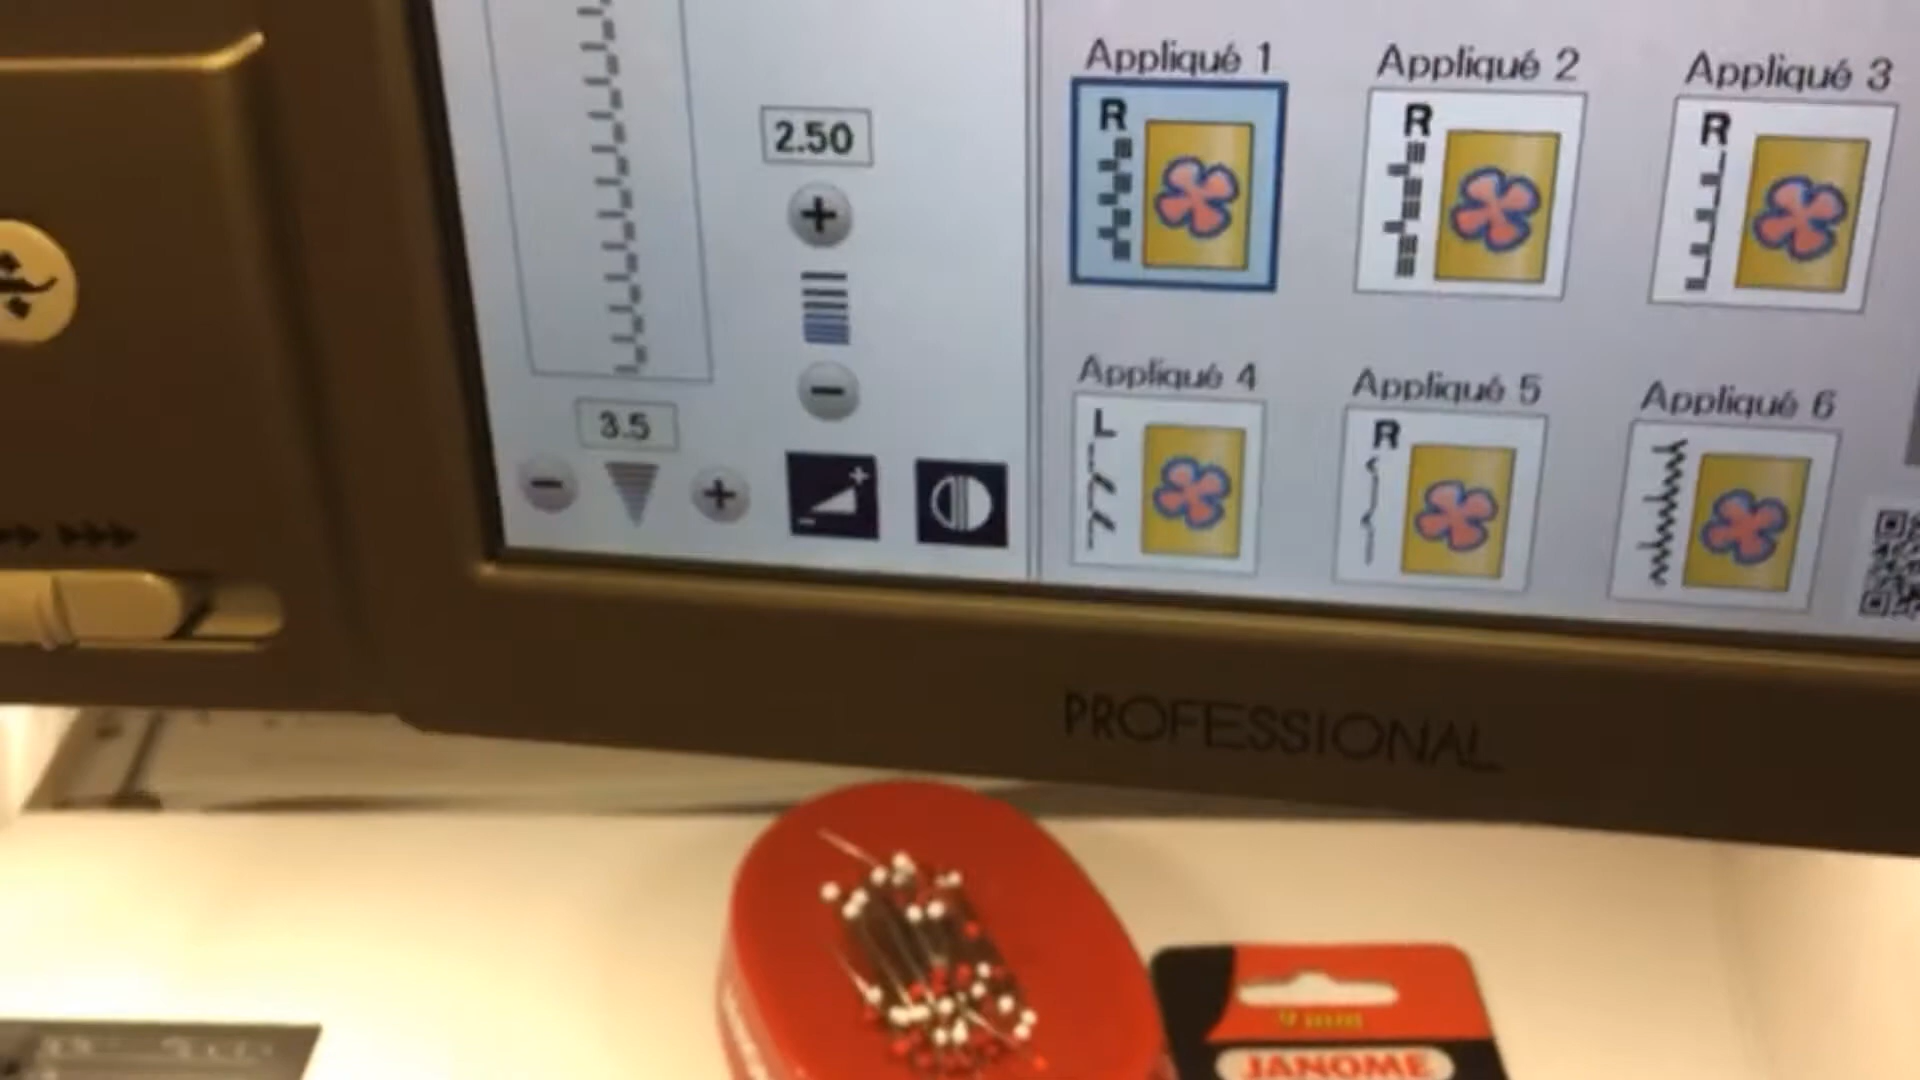 Appliqué 1
Appliqué 2
Appliqué 3
R
R
R
2.50
Appliqué 4
Appliqué 5
Appliqué 6
L
R
3.5
PROFESSIONAL
9 mm
JANOME